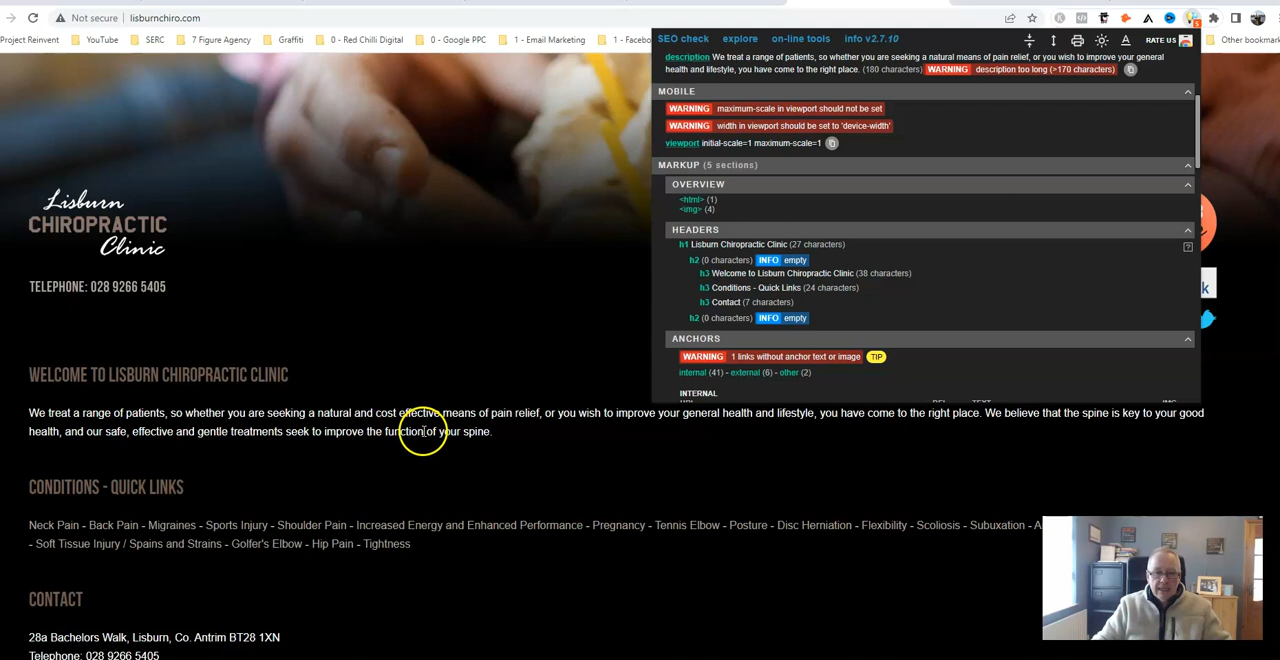 Not secure lisburnchiro.com
Project Reinvent YouTube SERC 7 Figure Agency Graffiti 0 - Red Chilli Digital 0 - Google PPC 1 - Email Marketing 1 - Facebo Other bookmar
SEO check explore on-line tools info v2.7.10 RATE US
description We treat a range of patients, so whether you are seeking a natural means of pain relief, or you wish to improve your general
health and lifestyle, you have come to the right place. (180 characters) WARNING description too long (>170 characters)
MOBILE
WARNING maximum-scale in viewport should not be set
WARNING width in viewport should be set to 'device-width'
viewport initial-scale=1 maximum-scale=1
MARKUP (5 sections)
OVERVIEW
<html> (1)
<img> (4)
HEADERS
h1 Lisburn Chiropractic Clinic (27 characters)
h2 (0 characters) INFO empty
h3 Welcome to Lisburn Chiropractic Clinic (38 characters)
h3 Conditions - Quick Links (24 characters)
h3 Contact (7 characters)
h2 (0 characters) INFO empty
ANCHORS
WARNING 1 links without anchor text or image TIP
internal (41) - external (6) - other (2)
INTERNAL
Lisburn
CHIROPRACTIC
Clinic
TELEPHONE: 028 9266 5405
WELCOME TO LISBURN CHIROPRACTIC CLINIC
We treat a range of patients, so whether you are seeking a natural and cost effective means of pain relief, or you wish to improve your general health and lifestyle, you have come to the right place. We believe that the spine is key to your good
health, and our safe, effective and gentle treatments seek to improve the function of your spine.
CONDITIONS - QUICK LINKS
Neck Pain - Back Pain - Migraines - Sports Injury - Shoulder Pain - Increased Energy and Enhanced Performance - Pregnancy - Tennis Elbow - Posture - Disc Herniation - Flexibility - Scoliosis - Subuxation - A
- Soft Tissue Injury / Spains and Strains - Golfer's Elbow - Hip Pain - Tightness
CONTACT
28a Bachelors Walk, Lisburn, Co. Antrim BT28 1XN
Telephone: 028 9266 5405